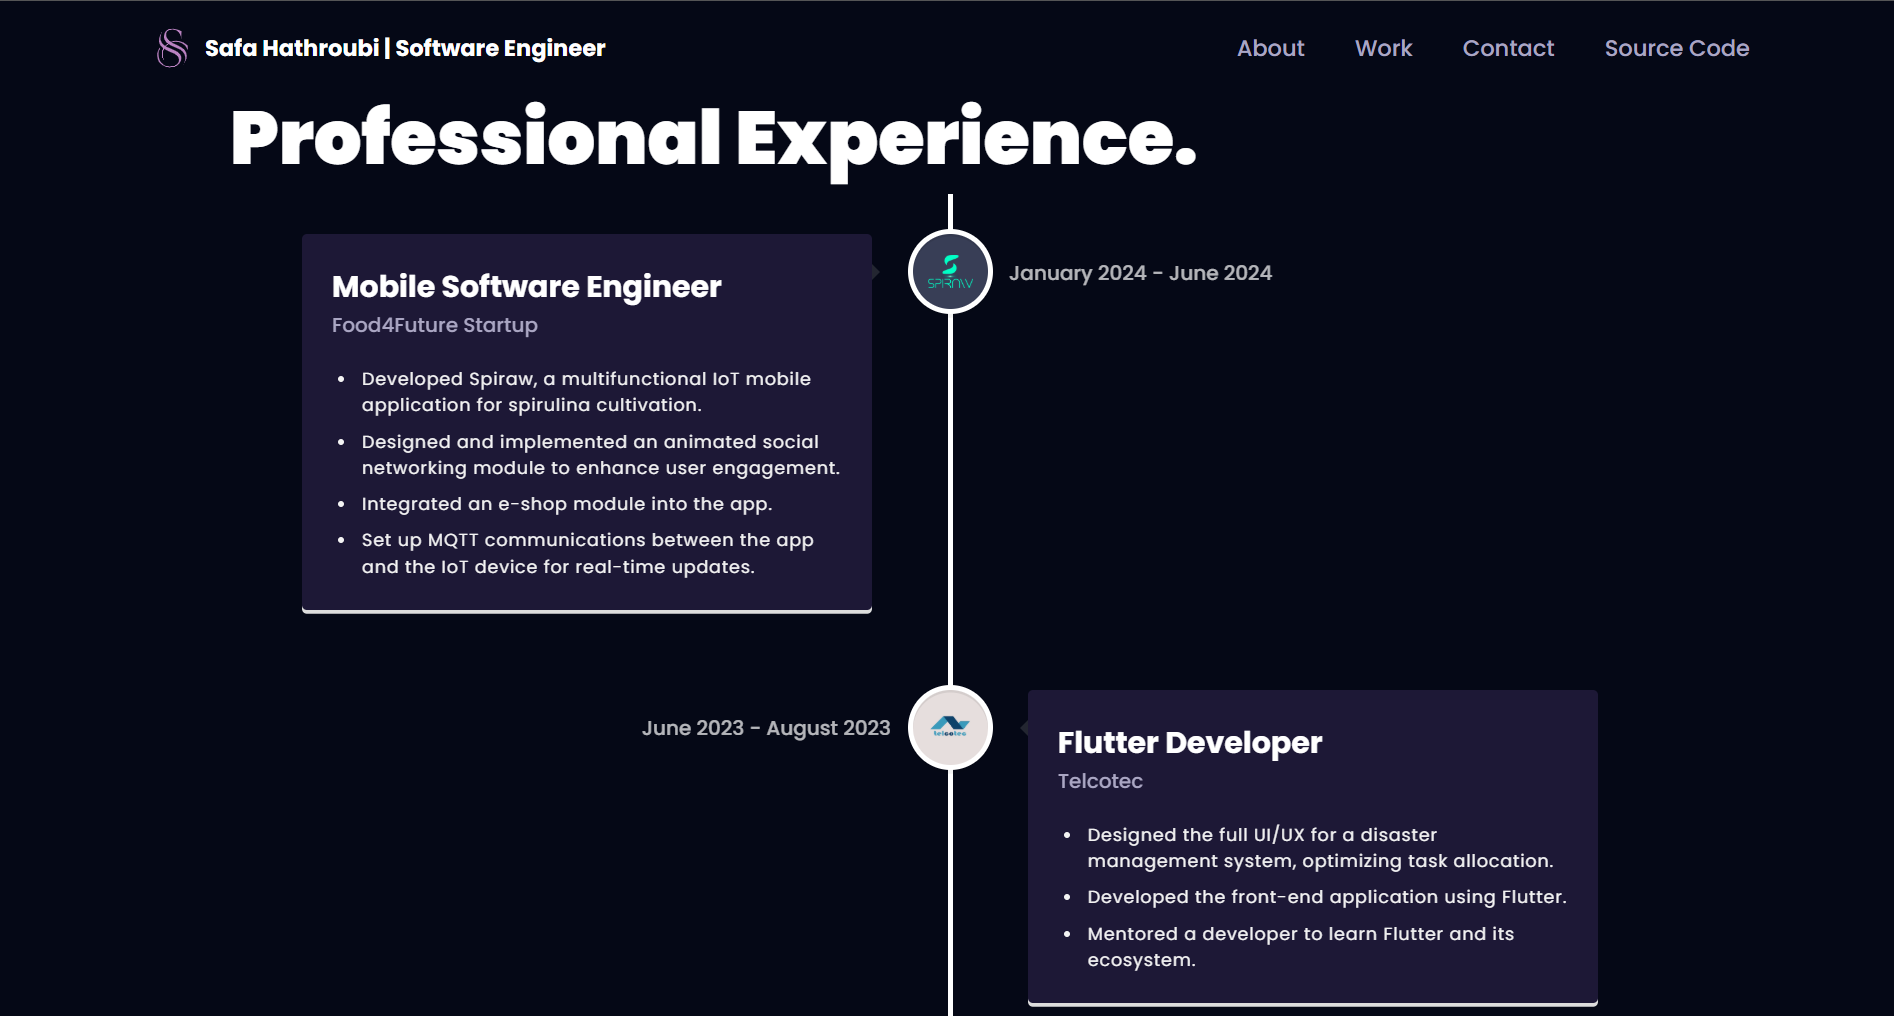 Safa Hathroubi | Software Engineer
About
Work
Contact
Source Code
Professional Experience.
Mobile Software Engineer
Food4Future Startup
• Developed Spiraw, a multifunctional IoT mobile
application for spirulina cultivation.
• Designed and implemented an animated social
networking module to enhance user engagement.
• Integrated an e-shop module into the app.
• Set up MQTT communications between the app
and the IoT device for real-time updates.
SPIRAW
January 2024 - June 2024
June 2023 - August 2023
telcotec
Flutter Developer
Telcotec
• Designed the full UI/UX for a disaster
management system, optimizing task allocation.
• Developed the front-end application using Flutter.
• Mentored a developer to learn Flutter and its
ecosystem.